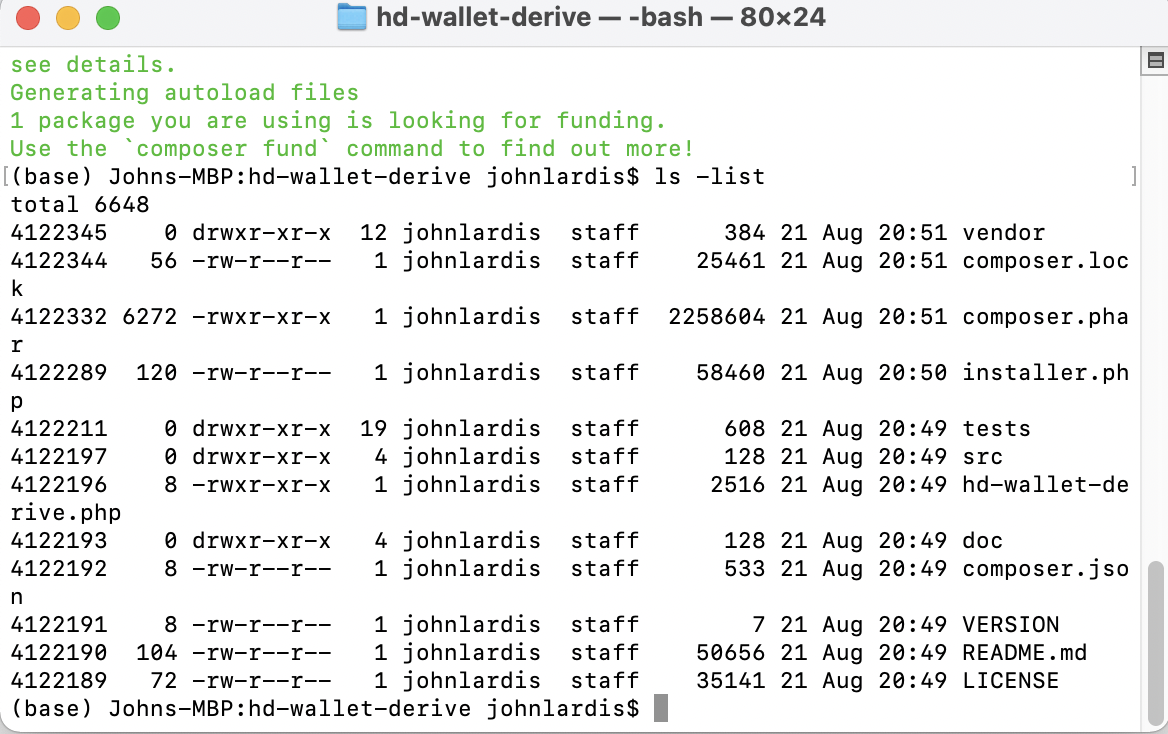 hd-wallet-derive — -bash — 80×24
see details.
Generating autoload files
1 package you are using is looking for funding.
Use the `composer fund` command to find out more!
[(base) Johns-MBP:hd-wallet-derive johnlardis$ ls -list ]
total 6648
4122345    0 drwxr-xr-x  12 johnlardis  staff      384 21 Aug 20:51 vendor
4122344   56 -rw-r--r--   1 johnlardis  staff    25461 21 Aug 20:51 composer.loc
k
4122332 6272 -rwxr-xr-x   1 johnlardis  staff  2258604 21 Aug 20:51 composer.pha
r
4122289  120 -rw-r--r--   1 johnlardis  staff    58460 21 Aug 20:50 installer.ph
p
4122211    0 drwxr-xr-x  19 johnlardis  staff      608 21 Aug 20:49 tests
4122197    0 drwxr-xr-x   4 johnlardis  staff      128 21 Aug 20:49 src
4122196    8 -rwxr-xr-x   1 johnlardis  staff     2516 21 Aug 20:49 hd-wallet-de
rive.php
4122193    0 drwxr-xr-x   4 johnlardis  staff      128 21 Aug 20:49 doc
4122192    8 -rw-r--r--   1 johnlardis  staff      533 21 Aug 20:49 composer.jso
n
4122191    8 -rw-r--r--   1 johnlardis  staff        7 21 Aug 20:49 VERSION
4122190  104 -rw-r--r--   1 johnlardis  staff    50656 21 Aug 20:49 README.md
4122189   72 -rw-r--r--   1 johnlardis  staff    35141 21 Aug 20:49 LICENSE
(base) Johns-MBP:hd-wallet-derive johnlardis$